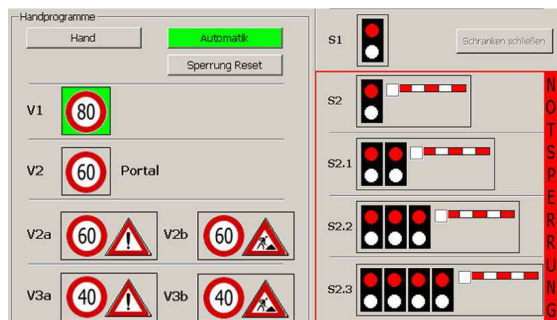 Handprogramme
Hand
Automatik
Sperrung Reset
V1
80
V2
60
Portal
V2a
60
V2b
60
V3a
40
V3b
40
S1
Schranken schließen
S2
S2.1
S2.2
S2.3
NOTSPERRUNG